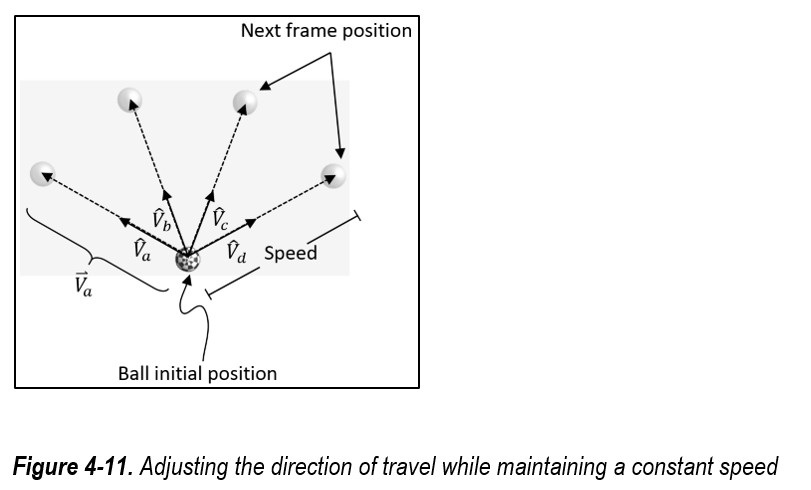 Next frame position
V̂b
V̂c
V̂a
V̂d
Speed
V⃗a
Ball initial position
Figure 4-11. Adjusting the direction of travel while maintaining a constant speed